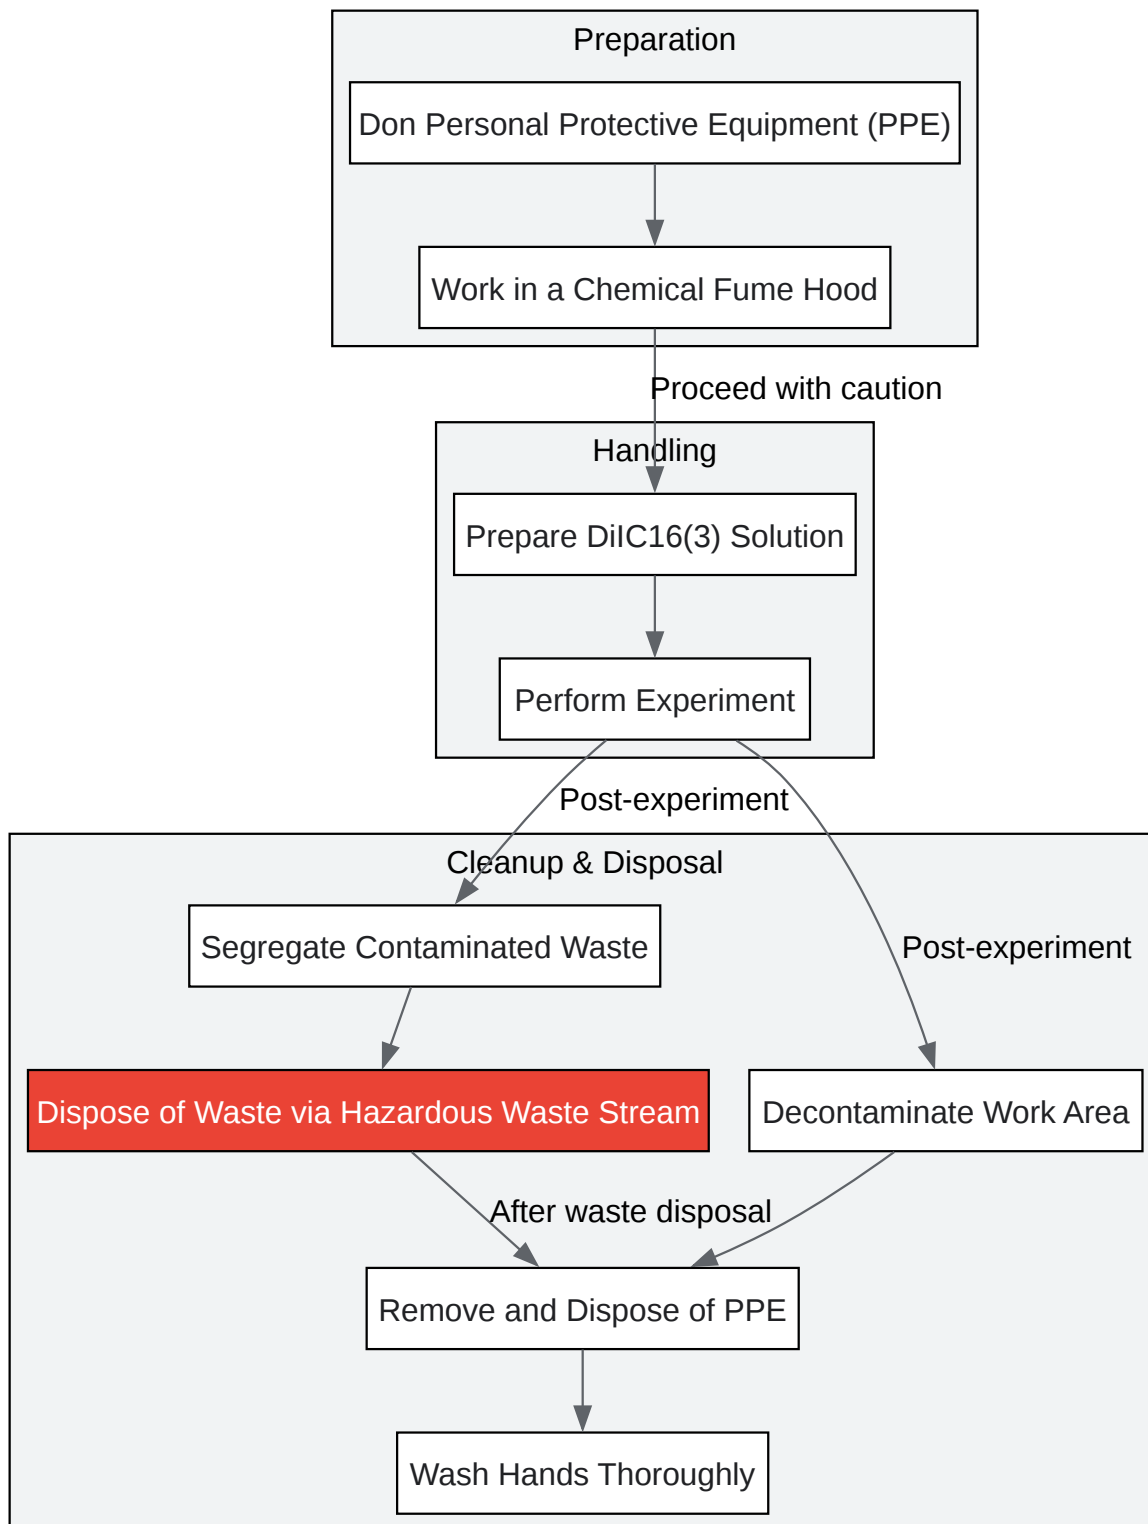 Preparation
Don Personal Protective Equipment (PPE)
Work in a Chemical Fume Hood
Proceed with caution
Handling
Prepare DiIC16(3) Solution
Perform Experiment
Post-experiment
Cleanup & Disposal
Segregate Contaminated Waste
Post-experiment
Dispose of Waste via Hazardous Waste Stream
Decontaminate Work Area
After waste disposal
Remove and Dispose of PPE
Wash Hands Thoroughly